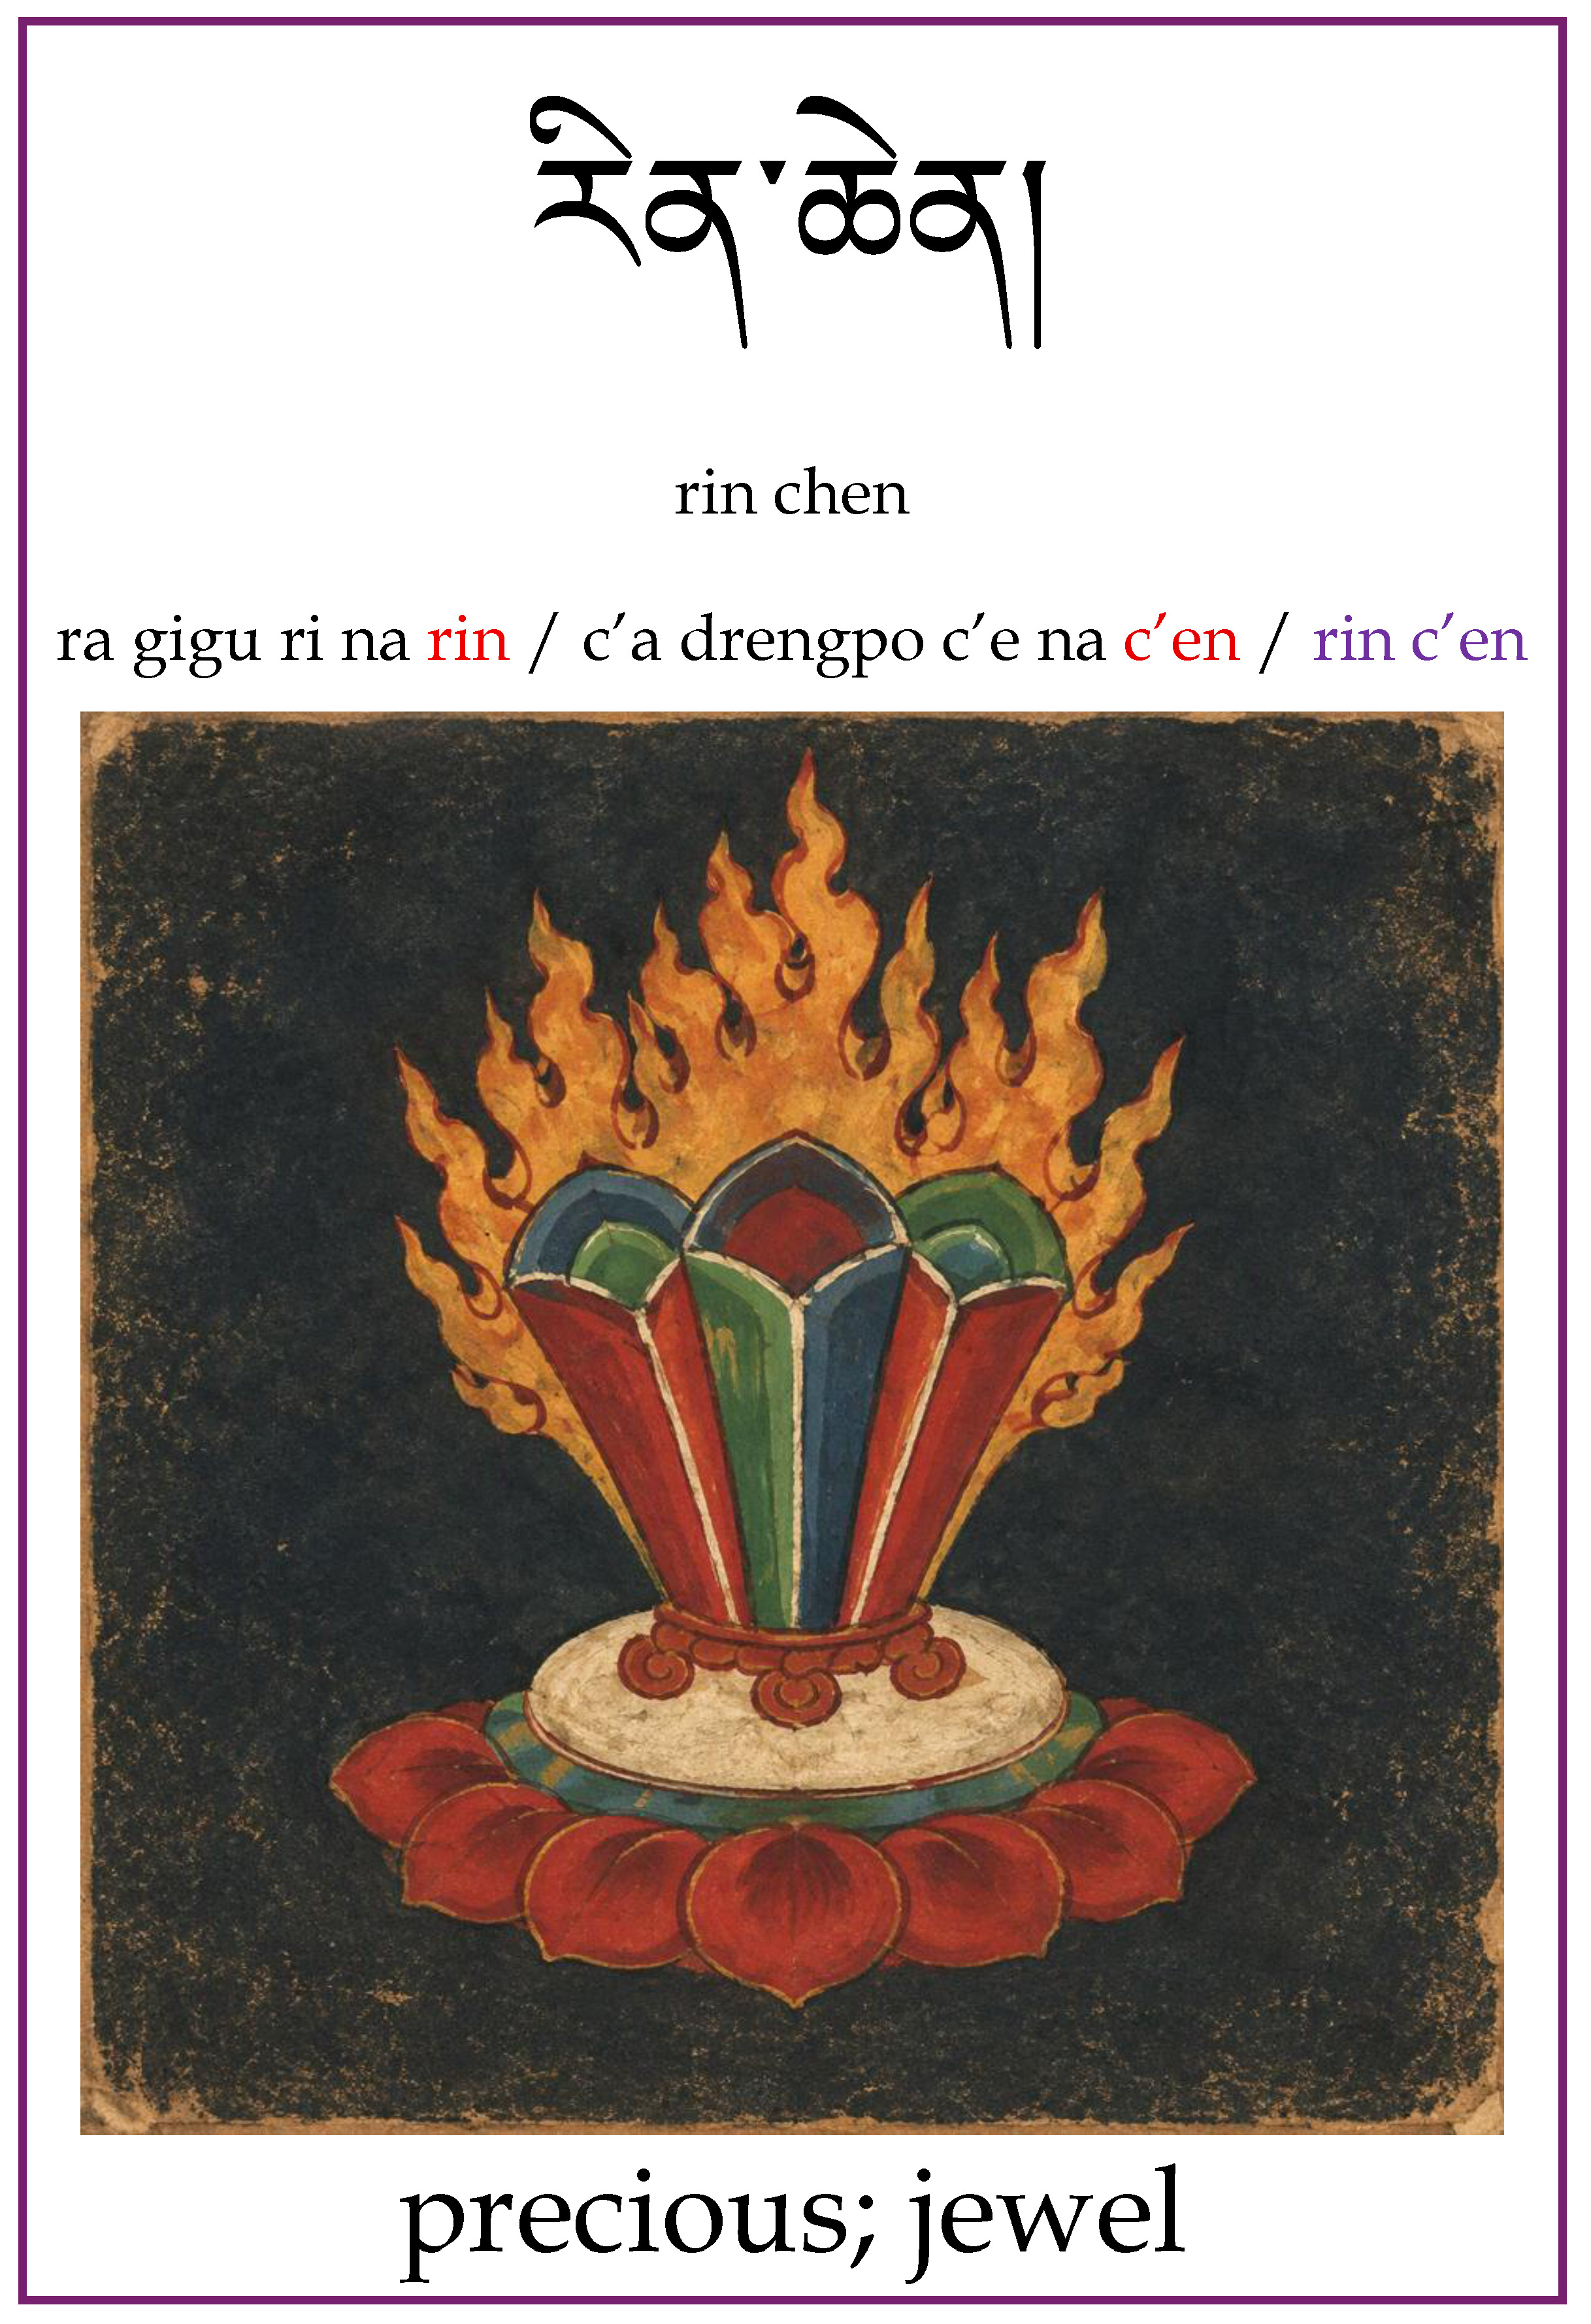 རིན་ཆེན།
rin chen
ra gigu ri na rin / c’a drengpo c’e na c’en / rin c’en
precious; jewel